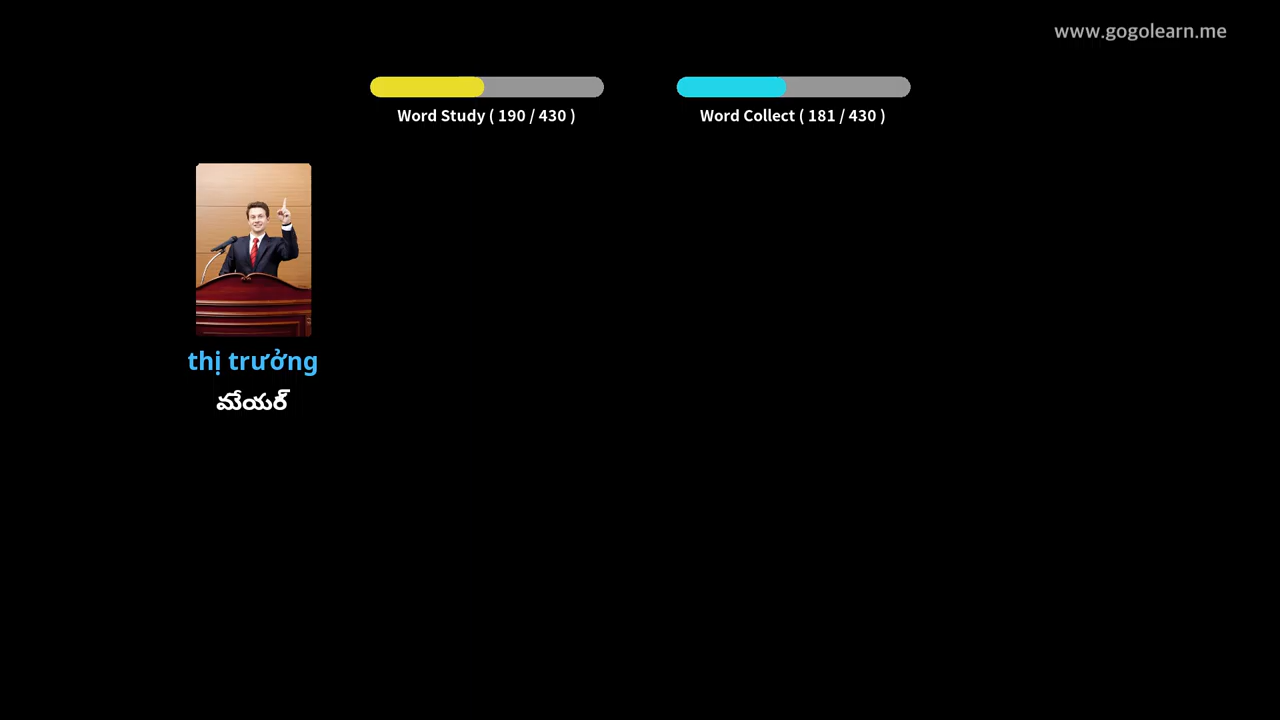 www.gogolearn.me
Word Study ( 190 / 430 )
Word Collect ( 181 / 430 )
thị trưởng
మేయర్